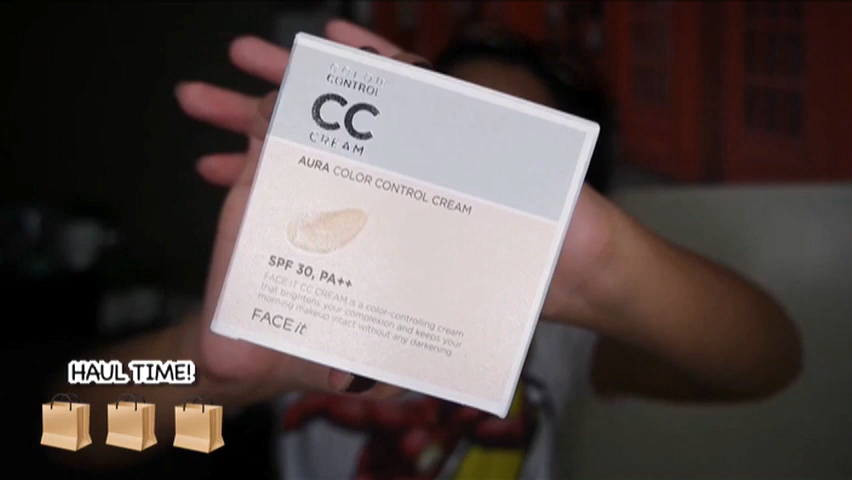 COLOR
CONTROL
CC
CREAM
AURA COLOR CONTROL CREAM
SPF 30, PA++
FACE it CC CREAM is a color-controlling cream
that brightens your complexion and keeps your
morning makeup intact without any darkening.
FACE it
HAUL TIME!